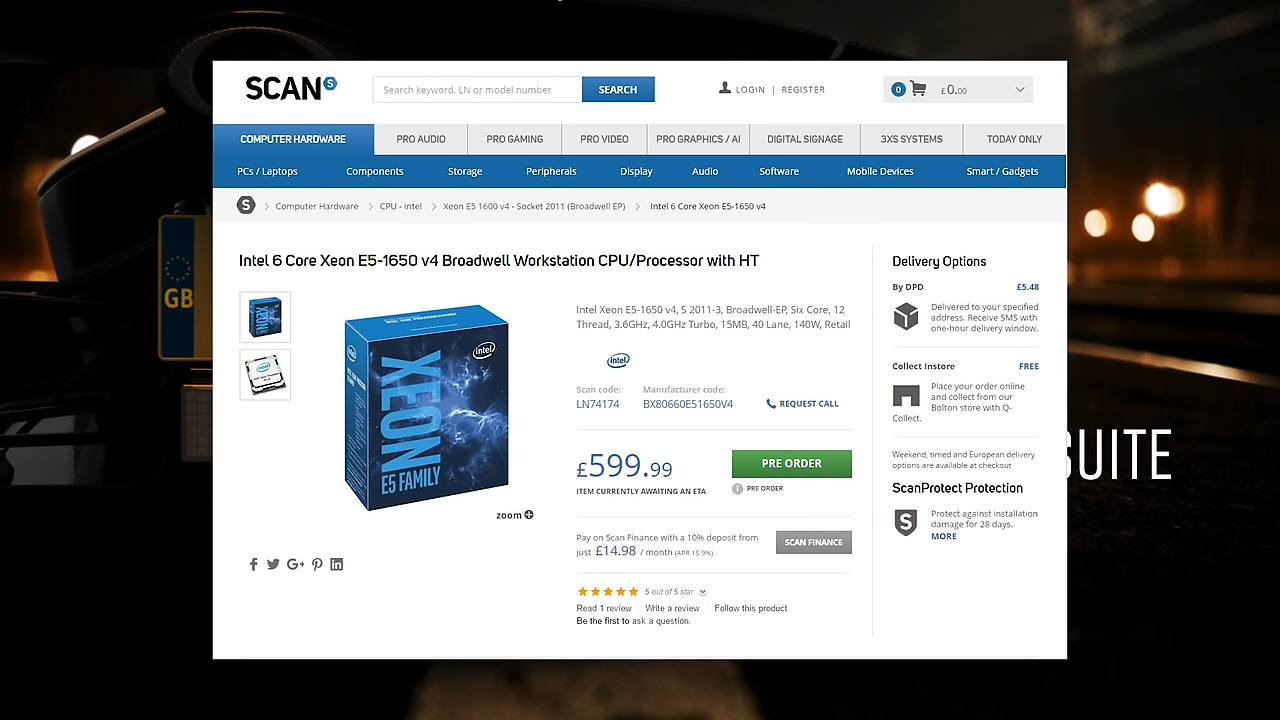 SCAN S
Search keyword, LN or model number
SEARCH
LOGIN | REGISTER
0 £0.00
COMPUTER HARDWARE
PRO AUDIO
PRO GAMING
PRO VIDEO
PRO GRAPHICS / AI
DIGITAL SIGNAGE
3XS SYSTEMS
TODAY ONLY
PCs / Laptops
Components
Storage
Peripherals
Display
Audio
Software
Mobile Devices
Smart / Gadgets
S Computer Hardware CPU - Intel Xeon E5 1600 v4 - Socket 2011 (Broadwell EP) Intel 6 Core Xeon E5-1650 v4
GB
Intel 6 Core Xeon E5-1650 v4 Broadwell Workstation CPU/Processor with HT
XEON
intel
XEON
E5 FAMILY
zoom
Intel Xeon E5-1650 v4, S 2011-3, Broadwell-EP, Six Core, 12
Thread, 3.6GHz, 4.0GHz Turbo, 15MB, 40 Lane, 140W, Retail
intel
Scan code:
LN74174
Manufacturer code:
BX80660E51650V4
REQUEST CALL
£599.99
ITEM CURRENTLY AWAITING AN ETA
PRE ORDER
i PRE ORDER
Pay on Scan Finance with a 10% deposit from
just £14.98 / month (APR 15.9%)
SCAN FINANCE
5 out of 5 star
Read 1 review
Write a review
Follow this product
Be the first to ask a question.
Delivery Options
By DPD £5.48
Delivered to your specified
address. Receive SMS with
one-hour delivery window.
Collect Instore FREE
Place your order online
and collect from our
Bolton store with Q-
Collect.
Weekend, timed and European delivery
options are available at checkout
ScanProtect Protection
S
Protect against installation
damage for 28 days.
MORE
SUITE